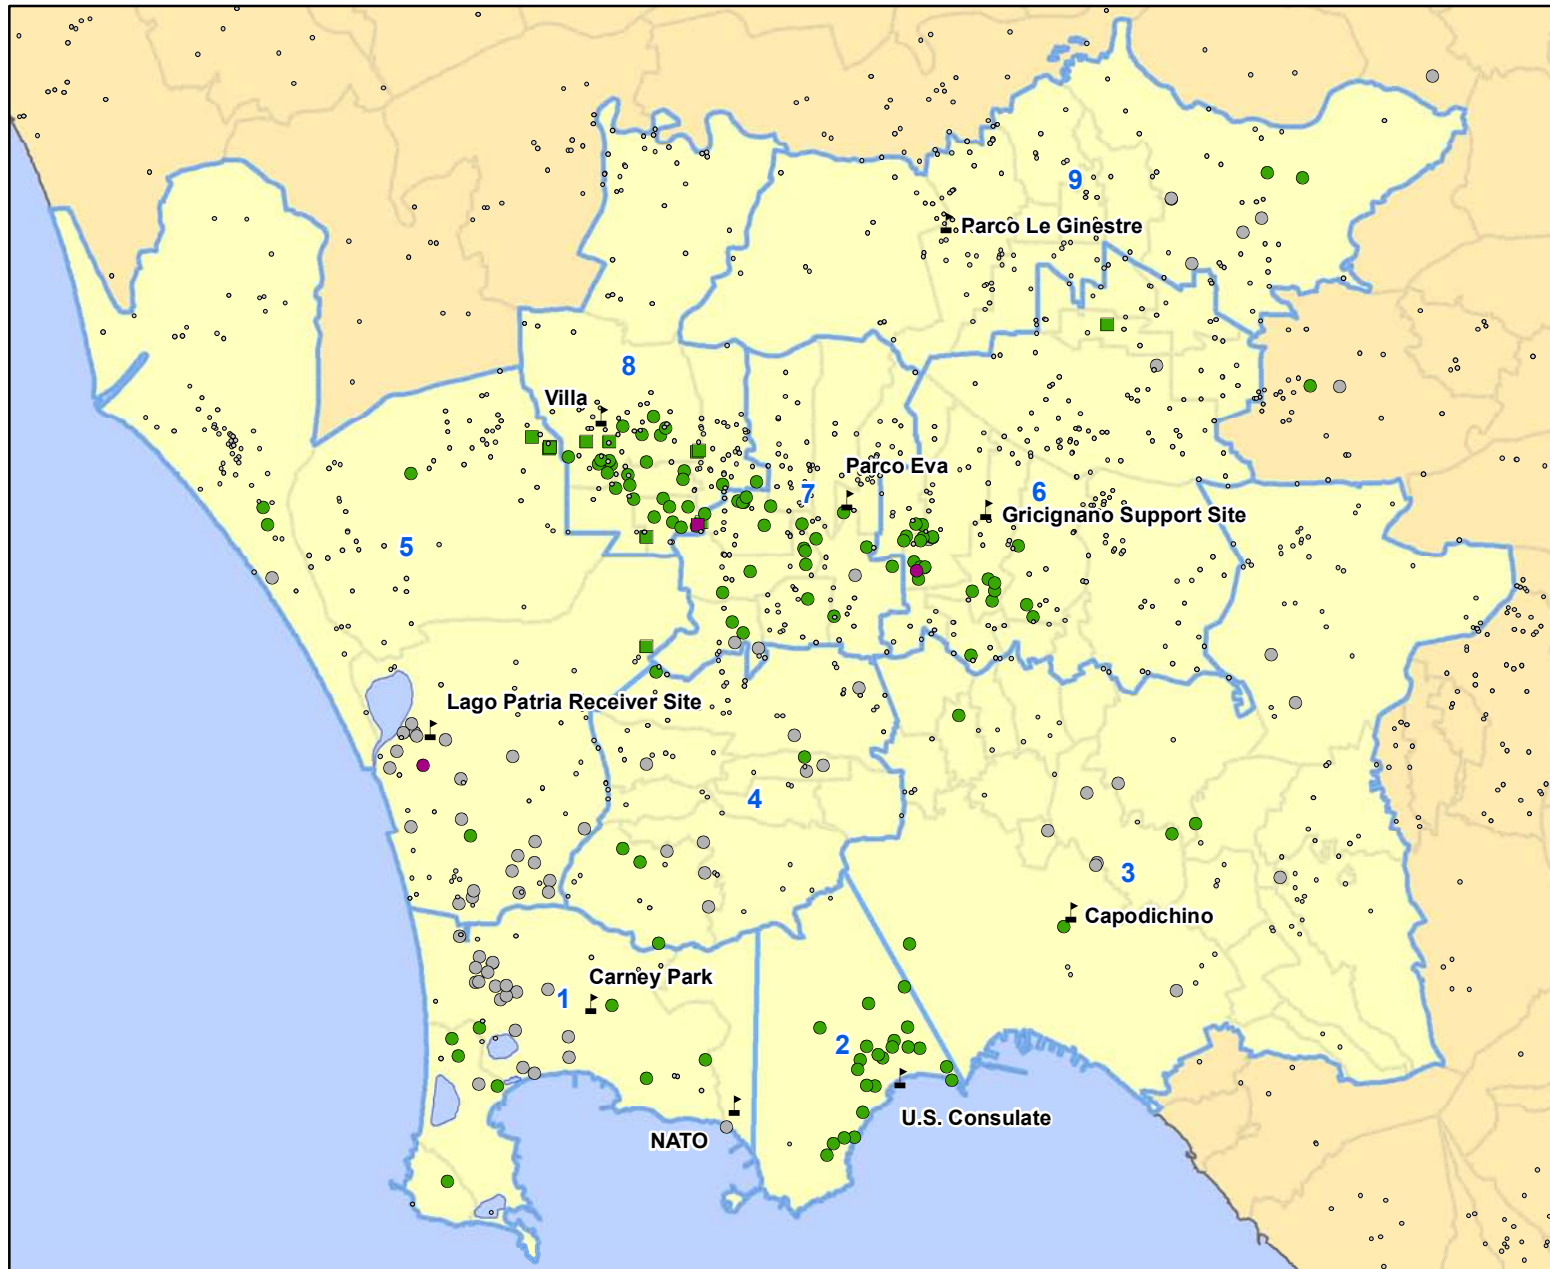 9
Parco Le Ginestre
8
Villa
Parco Eva
7
6
Gricignano Support Site
5
Lago Patria Receiver Site
4
3
Capodichino
Carney Park
1
2
U.S. Consulate
NATO